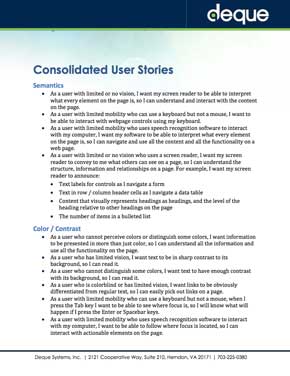 deque
Consolidated User Stories
Semantics
• As a user with limited or no vision, I want my screen reader to be able to interpret
what every element on the page is, so I can understand and interact with the content
on the page.
• As a user with limited mobility who can use a keyboard but not a mouse, I want to
be able to interact with webpage controls using my keyboard.
• As a user with limited mobility who uses speech recognition software to interact
with my computer, I want my software to be able to interpret what every element
on the page is, so I can navigate and use all the content and all the functionality on a
web page.
• As a user with limited or no vision who uses a screen reader, I want my screen
reader to convey to me what others can see on a page, so I can understand the
structure, information and relationships on a page. For example, I want my screen
reader to announce:
• Text labels for controls as I navigate a form
• Text in row / column header cells as I navigate a data table
• Content that visually represents headings as headings, and the level of the
heading relative to other headings on the page
• The number of items in a bulleted list
Color / Contrast
• As a user who cannot perceive colors or distinguish some colors, I want information
to be presented in more than just color, so I can understand all the information and
use all the functionality on the page.
• As a user who has limited vision, I want text to be in sharp contrast to its
background, so I can read it.
• As a user who cannot distinguish some colors, I want text to have enough contrast
with its background, so I can read it.
• As a user who is colorblind or has limited vision, I want links to be obviously
differentiated from regular text, so I can easily pick out links on a page.
• As a user with limited mobility who can use a keyboard but not a mouse, when I
press the Tab key I want to be able to see where focus is, so I will know what will
happen if I press the Enter or Spacebar keys.
• As a user with limited mobility who uses speech recognition software to interact
with my computer, I want to be able to follow where focus is located, so I can
interact with actionable elements on the page.
Deque Systems, Inc. | 2121 Cooperative Way, Suite 210, Herndon, VA 20171 | 703-225-0380